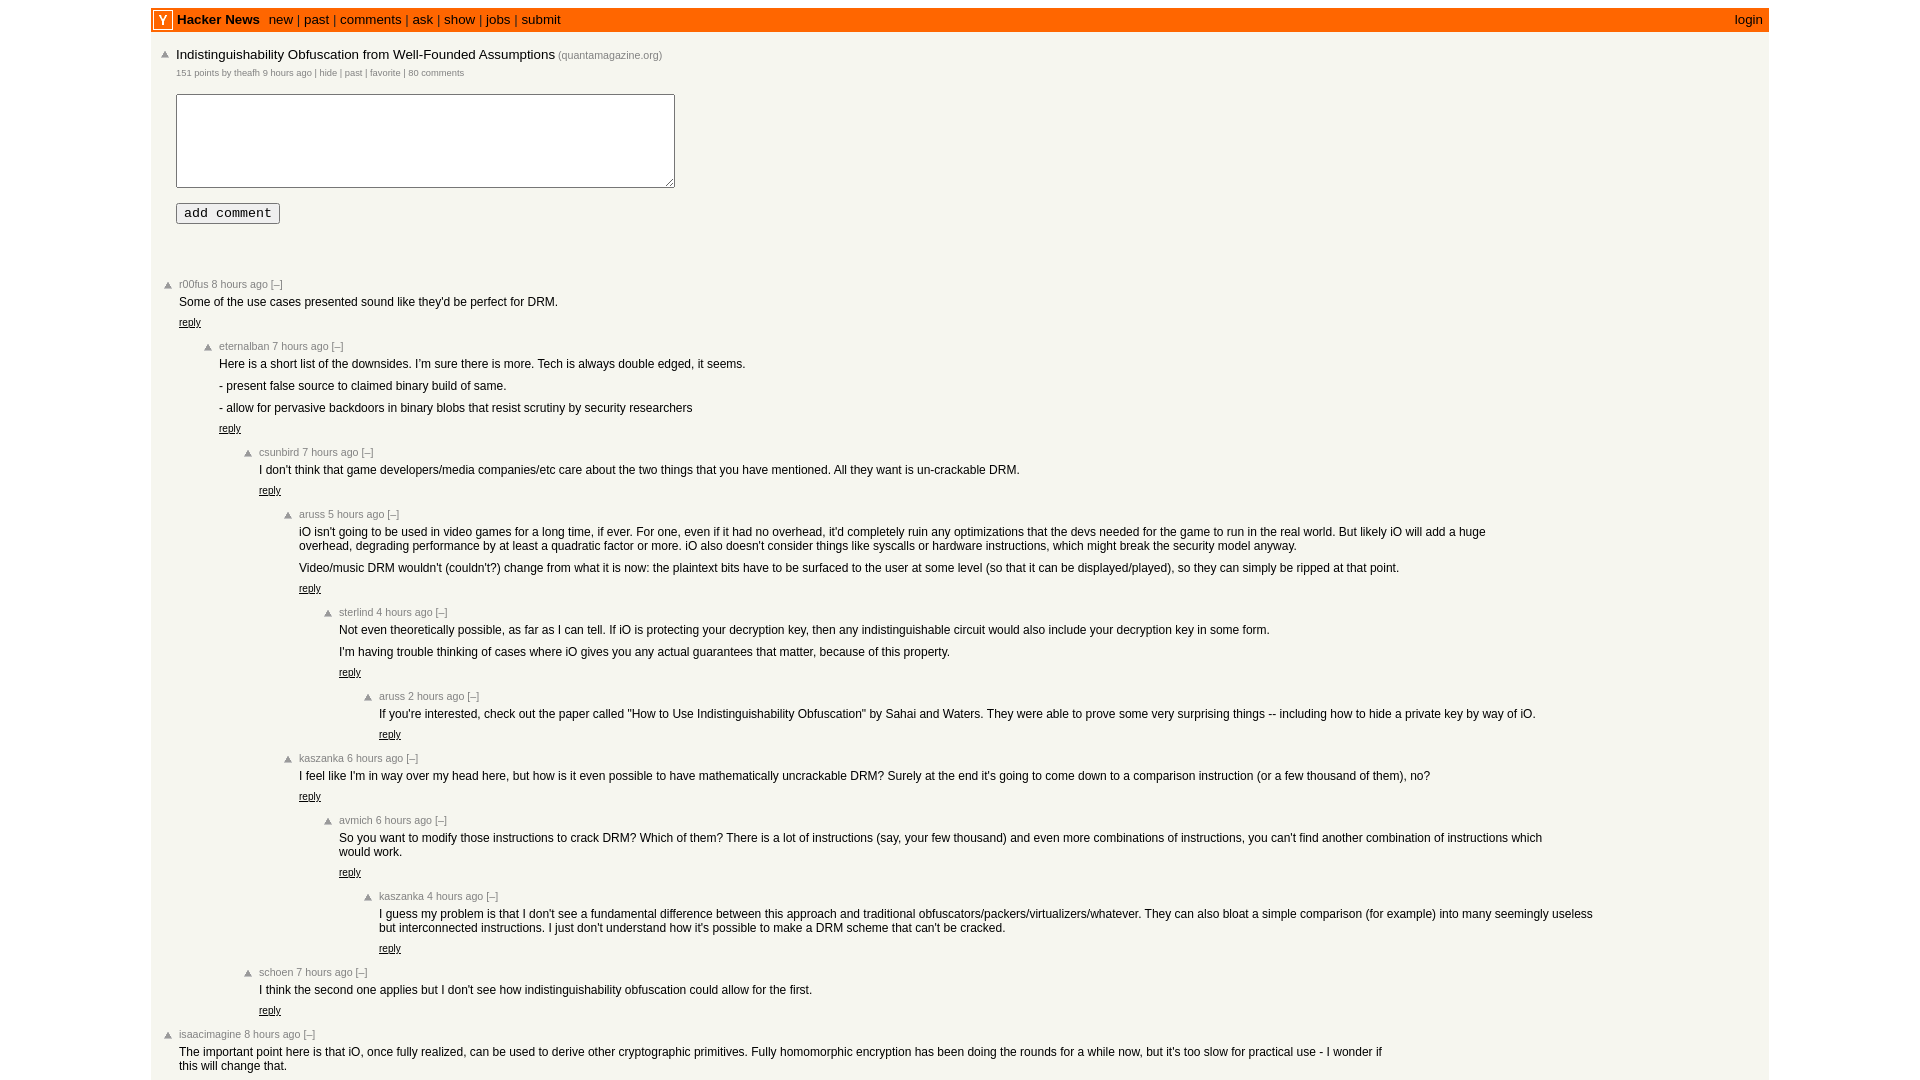 Y Hacker News new | past | comments | ask | show | jobs | submit login
Indistinguishability Obfuscation from Well-Founded Assumptions (quantamagazine.org)
151 points by theafh 9 hours ago | hide | past | favorite | 80 comments
add comment
r00fus 8 hours ago [–]
Some of the use cases presented sound like they'd be perfect for DRM.
reply
eternalban 7 hours ago [–]
Here is a short list of the downsides. I’m sure there is more. Tech is always double edged, it seems.
- present false source to claimed binary build of same.
- allow for pervasive backdoors in binary blobs that resist scrutiny by security researchers
reply
csunbird 7 hours ago [–]
I don't think that game developers/media companies/etc care about the two things that you have mentioned. All they want is un-crackable DRM.
reply
aruss 5 hours ago [–]
iO isn't going to be used in video games for a long time, if ever. For one, even if it had no overhead, it'd completely ruin any optimizations that the devs needed for the game to run in the real world. But likely iO will add a huge
overhead, degrading performance by at least a quadratic factor or more. iO also doesn't consider things like syscalls or hardware instructions, which might break the security model anyway.
Video/music DRM wouldn't (couldn't?) change from what it is now: the plaintext bits have to be surfaced to the user at some level (so that it can be displayed/played), so they can simply be ripped at that point.
reply
sterlind 4 hours ago [–]
Not even theoretically possible, as far as I can tell. If iO is protecting your decryption key, then any indistinguishable circuit would also include your decryption key in some form.
I'm having trouble thinking of cases where iO gives you any actual guarantees that matter, because of this property.
reply
aruss 2 hours ago [–]
If you're interested, check out the paper called "How to Use Indistinguishability Obfuscation" by Sahai and Waters. They were able to prove some very surprising things -- including how to hide a private key by way of iO.
reply
kaszanka 6 hours ago [–]
I feel like I'm in way over my head here, but how is it even possible to have mathematically uncrackable DRM? Surely at the end it's going to come down to a comparison instruction (or a few thousand of them), no?
reply
avmich 6 hours ago [–]
So you want to modify those instructions to crack DRM? Which of them? There is a lot of instructions (say, your few thousand) and even more combinations of instructions, you can't find another combination of instructions which
would work.
reply
kaszanka 4 hours ago [–]
I guess my problem is that I don't see a fundamental difference between this approach and traditional obfuscators/packers/virtualizers/whatever. They can also bloat a simple comparison (for example) into many seemingly useless
but interconnected instructions. I just don't understand how it's possible to make a DRM scheme that can't be cracked.
reply
schoen 7 hours ago [–]
I think the second one applies but I don't see how indistinguishability obfuscation could allow for the first.
reply
isaacimagine 8 hours ago [–]
The important point here is that iO, once fully realized, can be used to derive other cryptographic primitives. Fully homomorphic encryption has been doing the rounds for a while now, but it's too slow for practical use - I wonder if
this will change that.